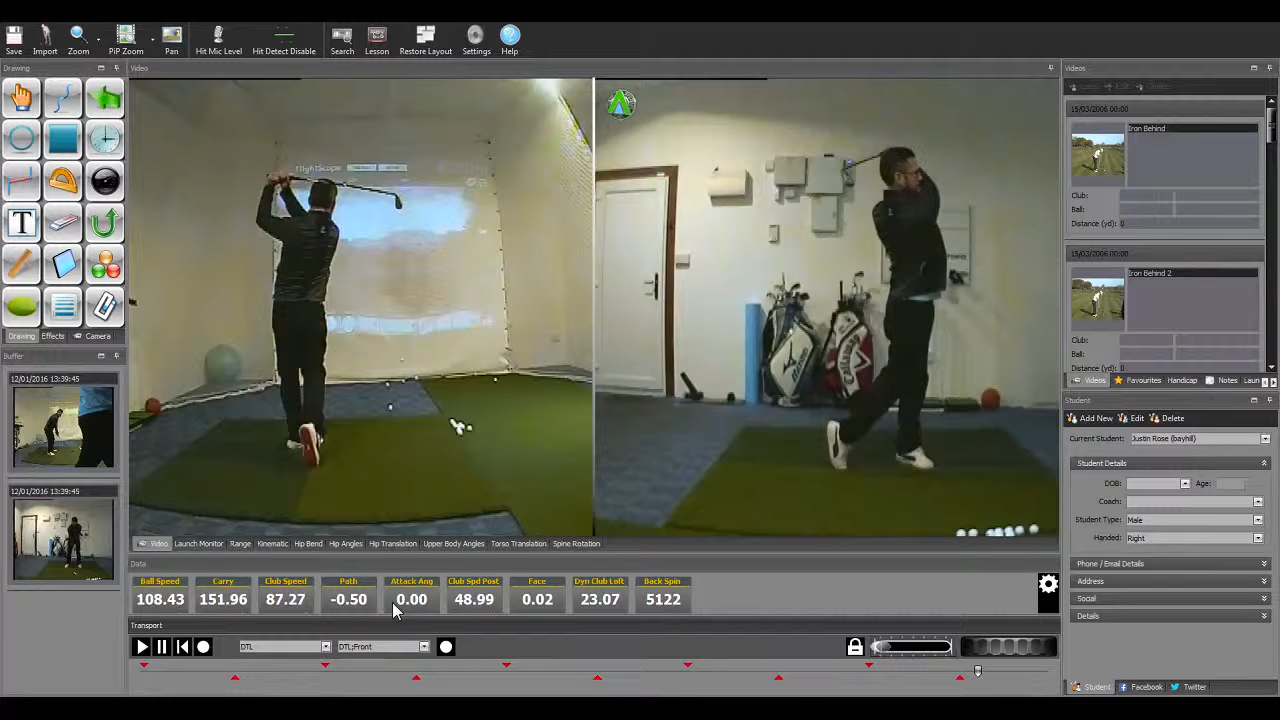 Save Import Zoom PiP Zoom Pan Hit Mic Level Hit Detect Disable Search Lesson Restore Layout Settings Help
Drawing
Video
Videos
T
Drawing Effects Camera
Buffer
12/01/2016 13:39:45
12/01/2016 13:39:45
FlightScope
15/03/2006 00:00
Iron Behind
Club:
Ball:
Distance (yd): 0
15/03/2006 00:00
Iron Behind 2
Club:
Ball:
Videos Favourites Handicap Notes Laun
Student
Add New Edit Delete
Current Student: Justin Rose (bayhill)
Student Details
DOB: Age:
Coach:
Student Type: Male
Handed: Right
Phone / Email Details
Address
Social
Details
Student Facebook Twitter
Video Launch Monitor Range Kinematic Hip Bend Hip Angles Hip Translation Upper Body Angles Torso Translation Spine Rotation
Data
Ball Speed Carry Club Speed Path Attack Ang Club Spd Post Face Dyn Club Loft Back Spin
108.43 151.96 87.27 -0.50 0.00 48.99 0.02 23.07 5122
Transport
DTL DTL;Front